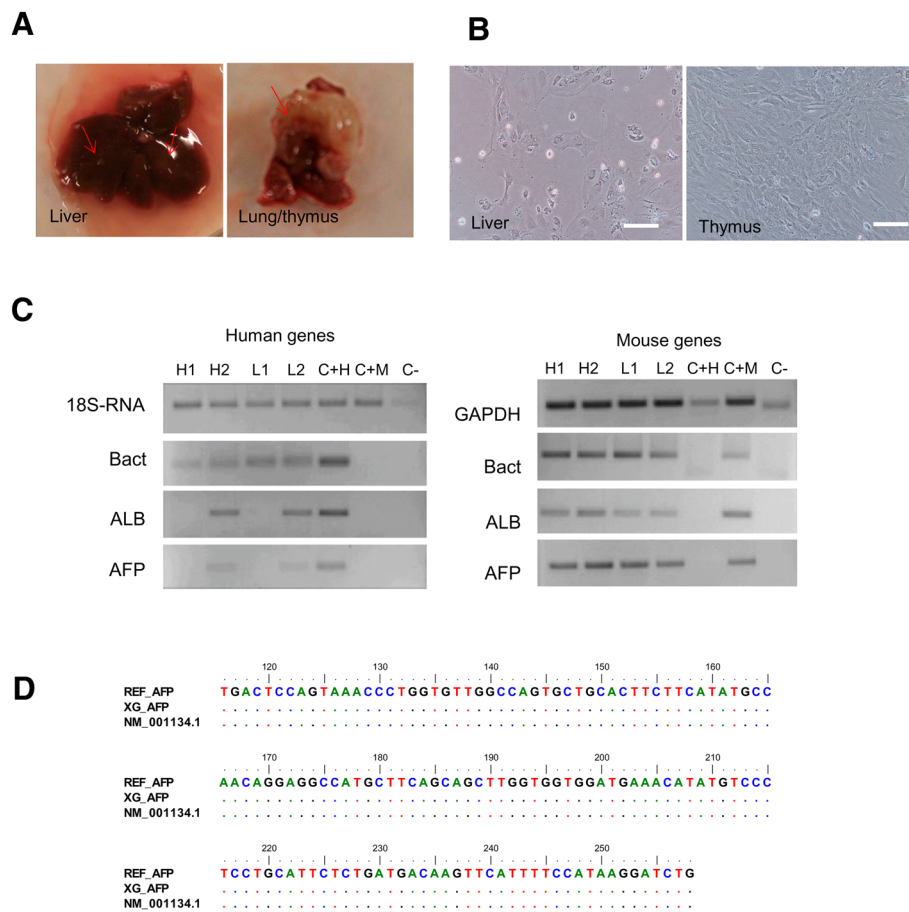 A
B
Liver
Lung/thymus
Liver
Thymus
C
Human genes
H1 H2 L1 L2 C+H C+M C-
18S-RNA
Bact
ALB
AFP
Mouse genes
H1 H2 L1 L2 C+H C+M C-
GAPDH
Bact
ALB
AFP
D
120 130 140 150 160
REF_AFP TGACTCCAGTAAACCCTGGTGTTGGCCAGTGCTGCACTTCTTCATATGCC
XG_AFP
NM_001134.1
170 180 190 200 210
REF_AFP AACAGGAGGCCATGCTTCAGCAGCTTGGTGGTGGATGAAACATATGTCCC
XG_AFP
NM_001134.1
220 230 240 250
REF_AFP TCCTGCATTCTCTGATGACAAGTTCATTTTCCATAAGGATCTG
XG_AFP
NM_001134.1